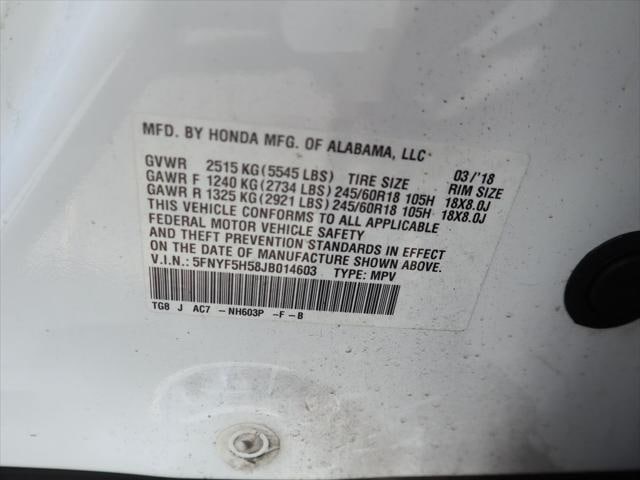 MFD. BY HONDA MFG. OF ALABAMA, LLC.
GVWR 2515 KG (5545 LBS) TIRE SIZE 03/'18 RIM SIZE
GAWR F 1240 KG (2734 LBS) 245/60R18 105H 18X8.0J
GAWR R 1325 KG (2921 LBS) 245/60R18 105H 18X8.0J
THIS VEHICLE CONFORMS TO ALL APPLICABLE
FEDERAL MOTOR VEHICLE SAFETY
AND THEFT PREVENTION STANDARDS IN EFFECT
ON THE DATE OF MANUFACTURE SHOWN ABOVE.
V.I.N.: 5FNYF5H58JB014603 TYPE: MPV
TG8 J AC7 -NH603P -F-B